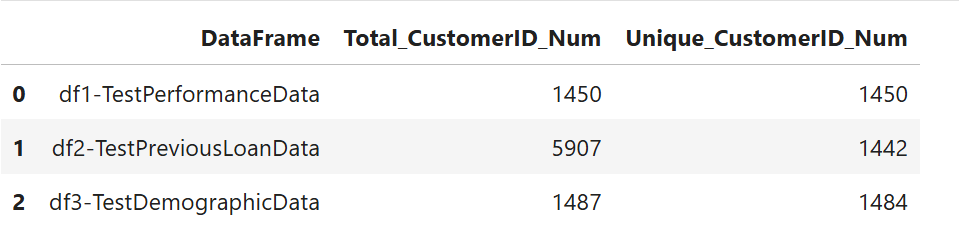 DataFrame Total_CustomerID_Num Unique_CustomerID_Num
0 df1-TestPerformanceData 1450 1450
1 df2-TestPreviousLoanData 5907 1442
2 df3-TestDemographicData 1487 1484